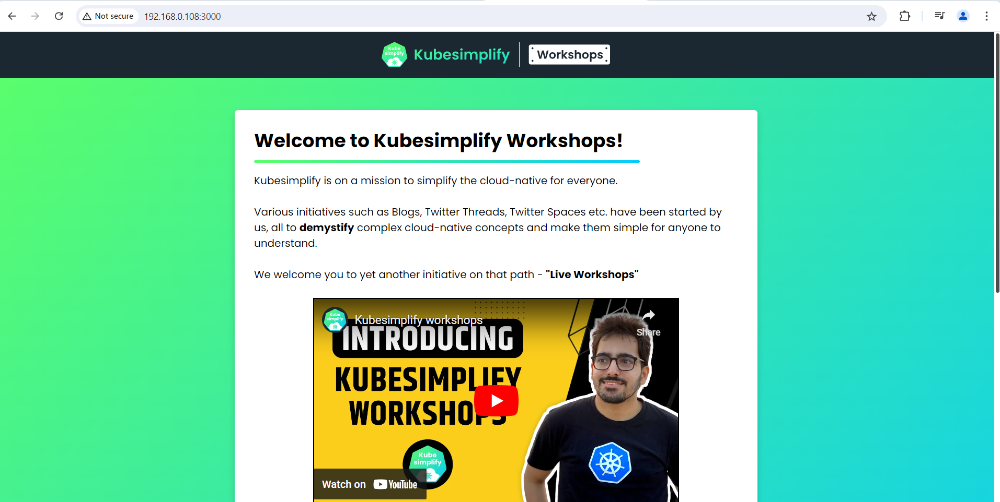 Not secure
192.168.0.108:3000
Kube
simplify
Kubesimplify
Workshops
Welcome to Kubesimplify Workshops!
Kubesimplify is on a mission to simplify the cloud-native for everyone.
Various initiatives such as Blogs, Twitter Threads, Twitter Spaces etc. have been started by
us, all to demystify complex cloud-native concepts and make them simple for anyone to
understand.
We welcome you to yet another initiative on that path - "Live Workshops"
Kube
simplify
Kubesimplify workshops
Share
INTRODUCING
KUBESIMPLIFY
WORKSHOPS
Kube
simplify
Watch on YouTube